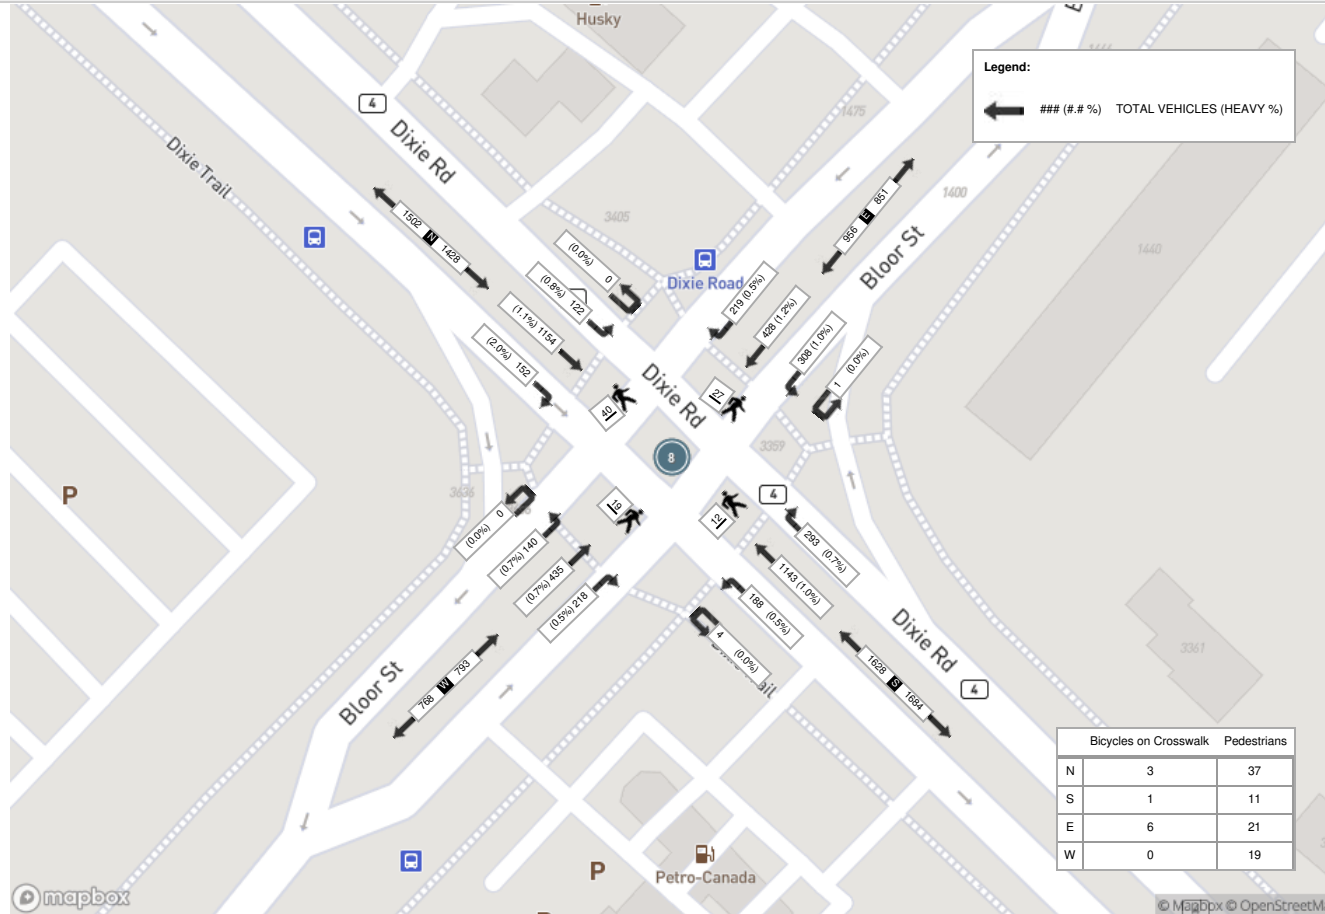 Husky
Legend:
### (#.# %) TOTAL VEHICLES (HEAVY %)
4
Dixie Rd
Dixie Trail
1475
1400
1440
3405
Dixie Road
Bloor St
1502 N 1428
956 E 851
(0.0%) 0
(0.8%) 122
(1.1%) 1154
(2.0%) 152
219 (0.5%)
428 (1.2%)
308 (1.0%)
1 (0.0%)
Dixie Rd
40
27
8
3359
4
3636
19
12
P
(0.0%) 0
(0.7%) 140
(0.7%) 435
(0.5%) 218
293 (0.7%)
1143 (1.0%)
188 (0.5%)
4 (0.0%)
Dixie Rd
4
3361
768 W 793
1628 S 1684
Bloor St
Bicycles on Crosswalk Pedestrians
N 3 37
S 1 11
E 6 21
W 0 19
P
Petro-Canada
mapbox
© Mapbox © OpenStreetM